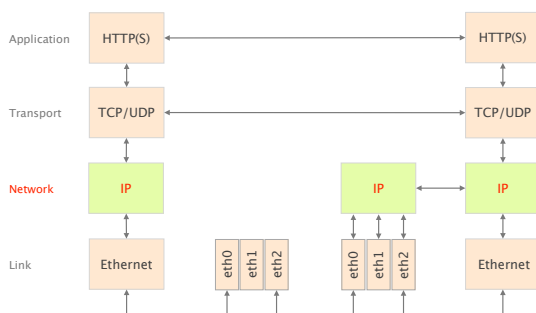 Application
HTTP(S)
HTTP(S)
Transport
TCP/UDP
TCP/UDP
Network
IP
IP
IP
Link
Ethernet
eth0
eth1
eth2
eth0
eth1
eth2
Ethernet